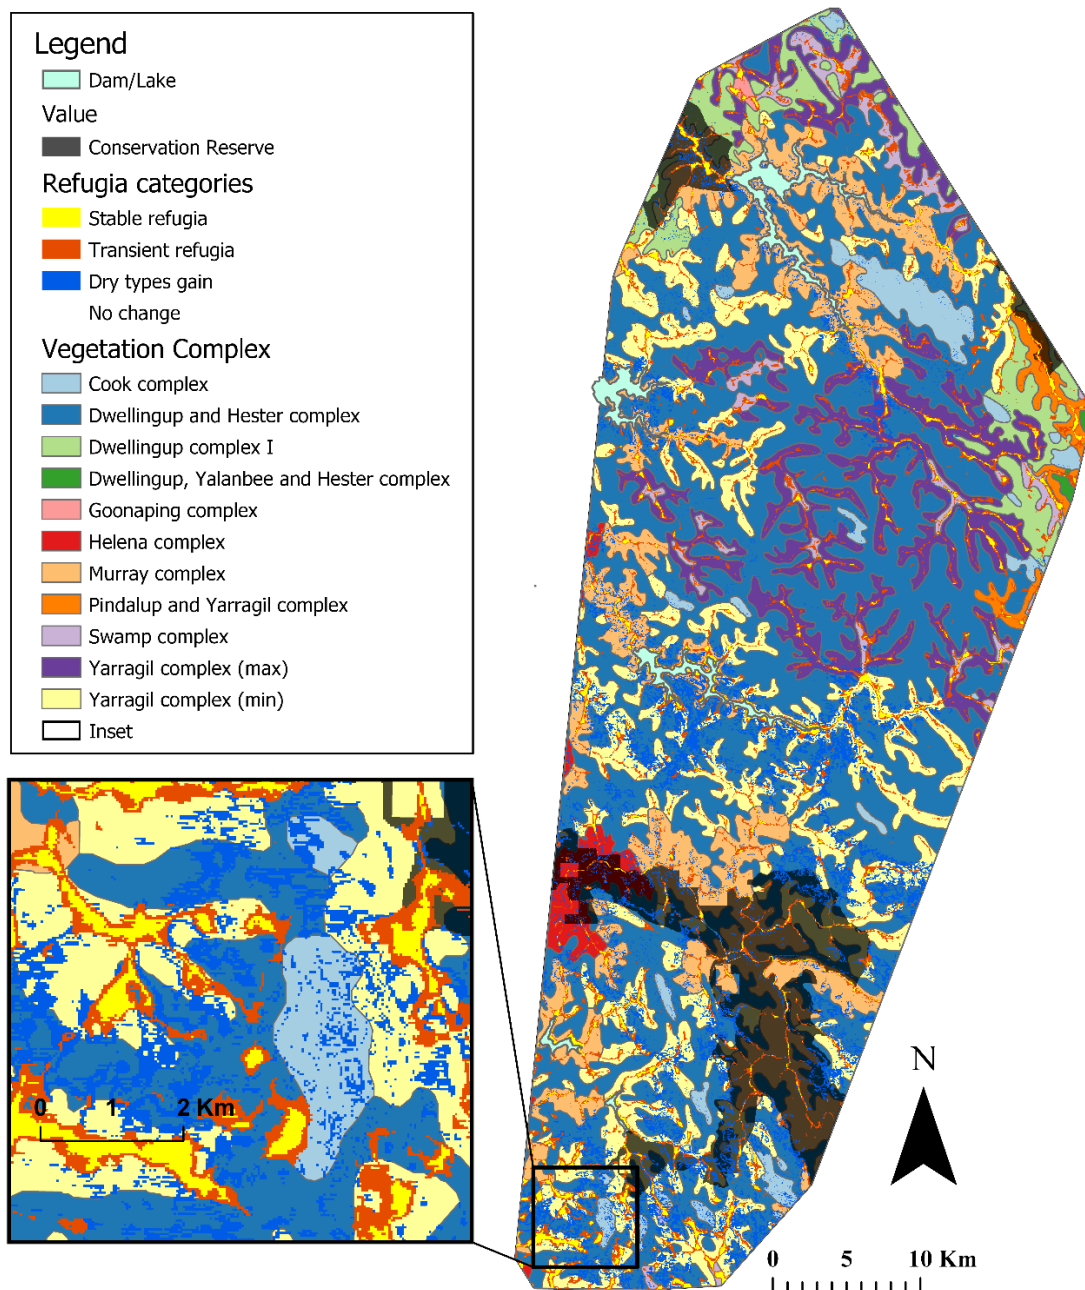 Legend
Dam/Lake
Value
Conservation Reserve
Refugia categories
Stable refugia
Transient refugia
Dry types gain
No change
Vegetation Complex
Cook complex
Dwellingup and Hester complex
Dwellingup complex I
Dwellingup, Yalanbee and Hester complex
Goonaping complex
Helena complex
Murray complex
Pindalup and Yarragil complex
Swamp complex
Yarragil complex (max)
Yarragil complex (min)
Inset
0 1 2 Km
N
0 5 10 Km